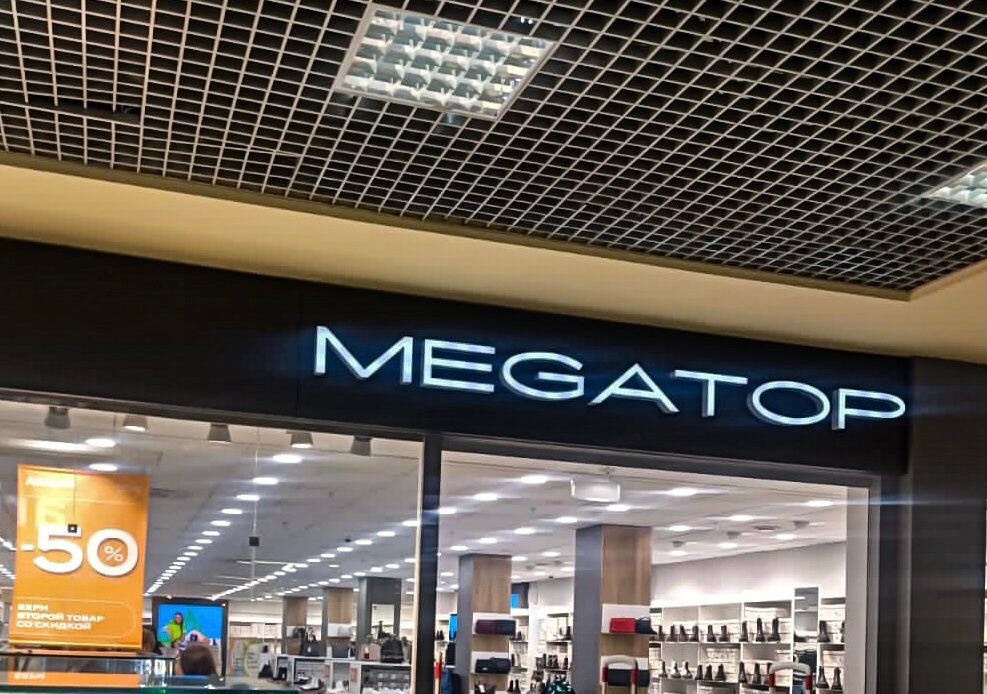 MEGATOP
-50%
БЕРИ
ВТОРОЙ ТОВАР
СО СКИДКОЙ